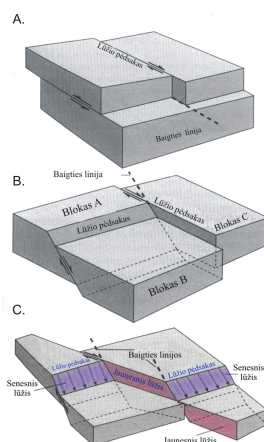 A.
Lūžio pėdsakas
Baigties linija
B.
Baigties linija
Blokas A
Lūžio pėdsakas
Lūžio pėdsakas
Blokas C
Blokas B
C.
Lūžio pėdsakas
Baigties linijos
Lūžio pėdsakas
Senesnis
lūžis
Jaunesnis lūžis
Senesnis
lūžis
Jaunesnis lūžis